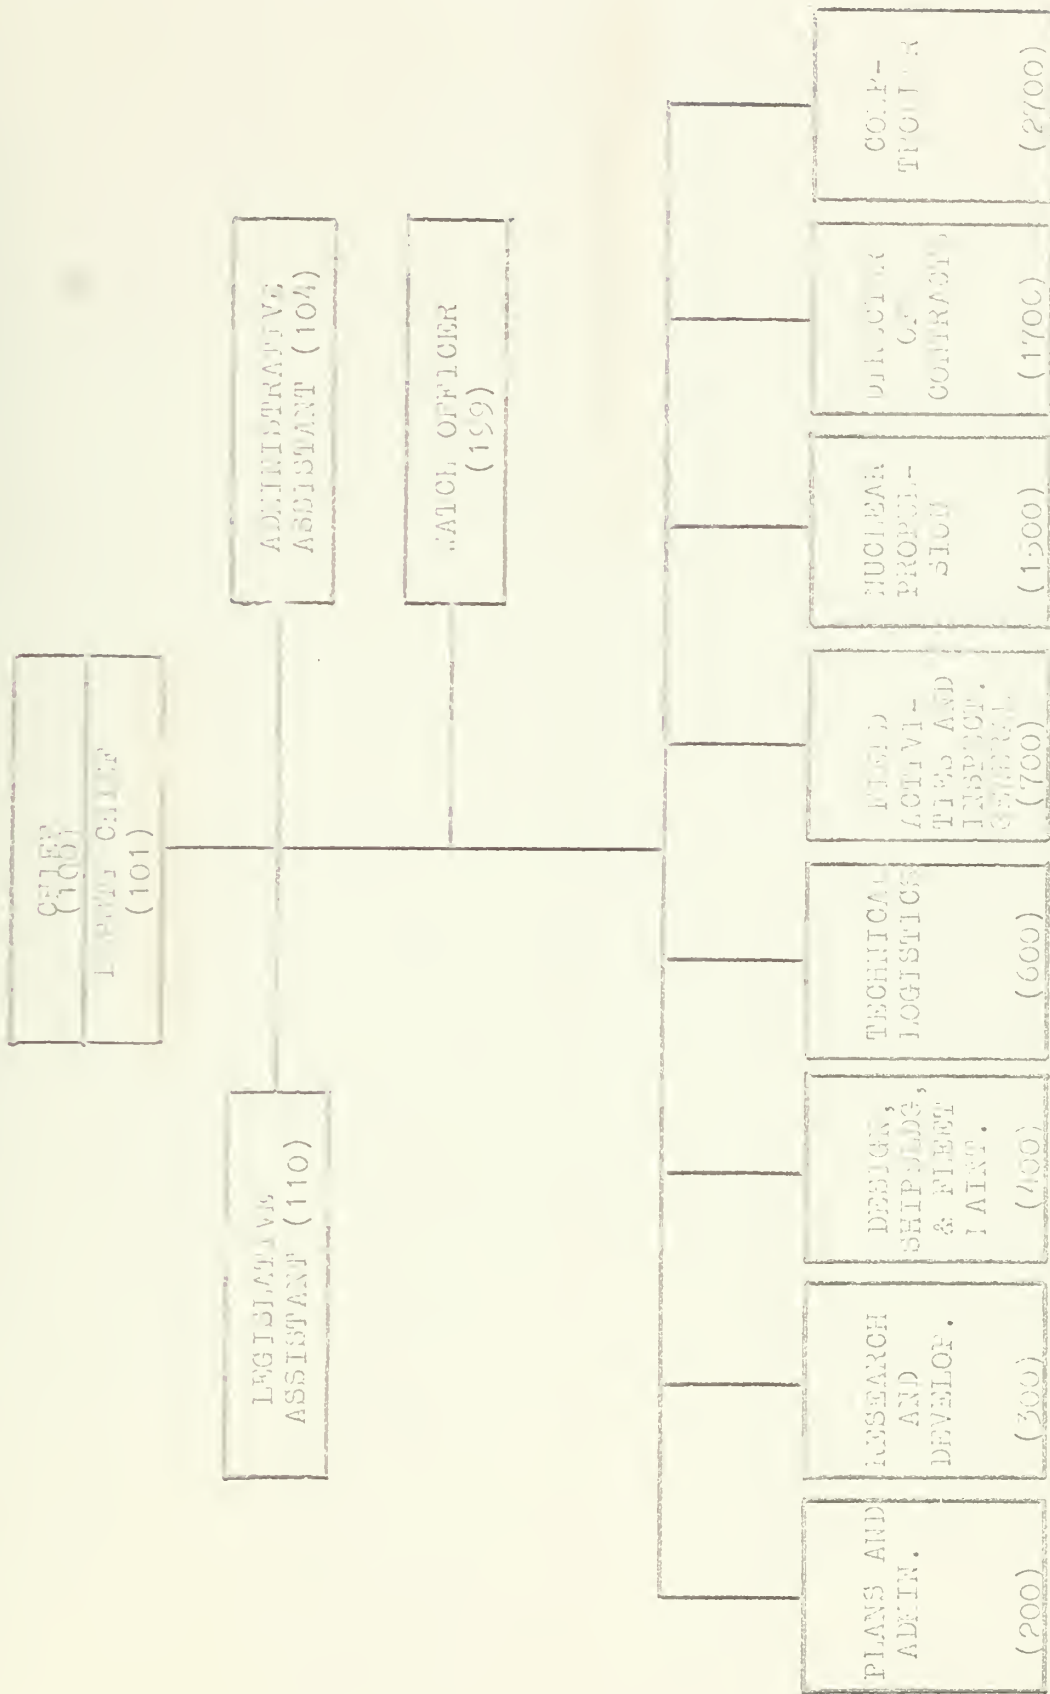 CHIEF
(100)
CHIEF
(101)
LEGISLATIVE
ASSISTANT (110)
ADMINISTRATIVE
ASSISTANT (104)
OFFICER
(199)
PLANS AND
ADMIN.
(200)
RESEARCH
AND
DEVELOP.
(300)
DESIGN,
SHIPBLDG,
& FLEET
MAINT.
(400)
TECHNICAL
LOGISTICS
(600)
FIELD
ACTIVI-
TIES AND
INSPECT.
GENERAL
(700)
NUCLEAR
PROPUL-
SION
(1500)
DIRECTOR
OF
CONTRACTS
(1700)
COMP-
TROLLER
(2700)